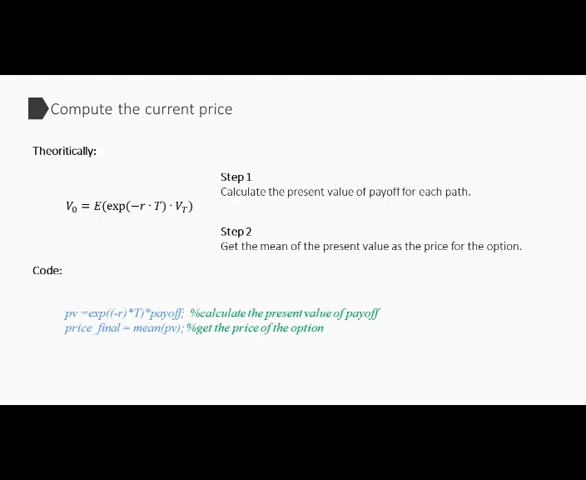 Compute the current price
Theoritically:
Step 1
Calculate the present value of payoff for each path.
V₀ = E(exp(−r · T) · V_T)
Step 2
Get the mean of the present value as the price for the option.
Code:
pv =exp((-r)*T)*payoff; %calculate the present value of payoff
price_final = mean(pv); %get the price of the option